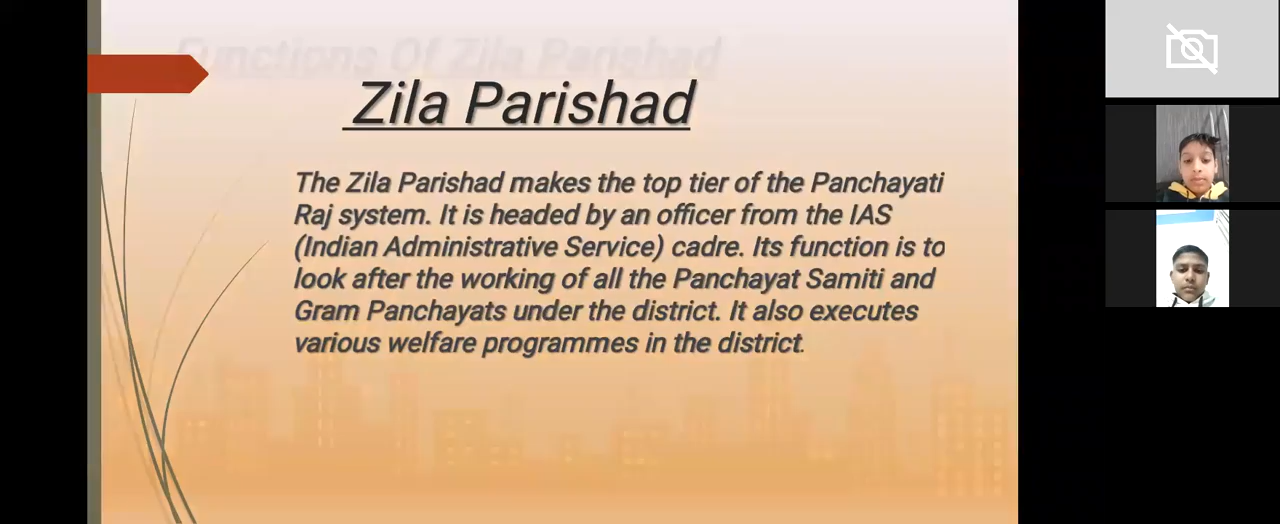 Functions Of Zila Parishad
Zila Parishad
The Zila Parishad makes the top tier of the Panchayati
Raj system. It is headed by an officer from the IAS
(Indian Administrative Service) cadre. Its function is to
look after the working of all the Panchayat Samiti and
Gram Panchayats under the district. It also executes
various welfare programmes in the district.